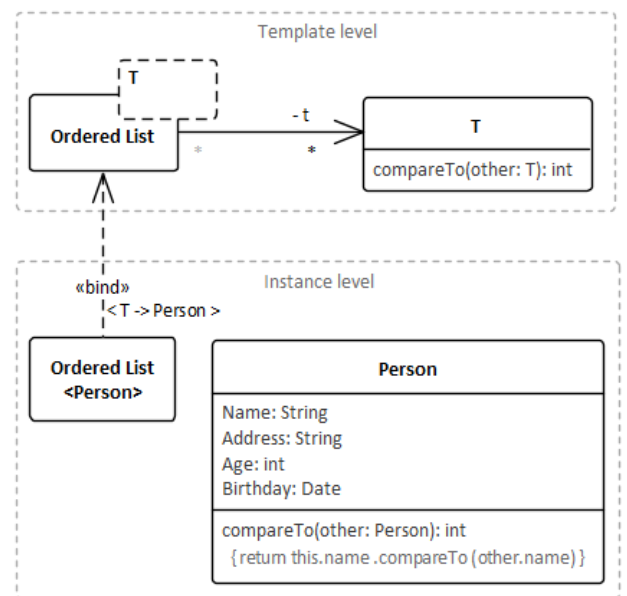 Template level
T
Ordered List
- t
*
*
T
compareTo(other: T): int
Instance level
«bind»
< T -> Person >
Ordered List
<Person>
Person
Name: String
Address: String
Age: int
Birthday: Date
compareTo(other: Person): int
{ return this.name .compareTo (other.name) }